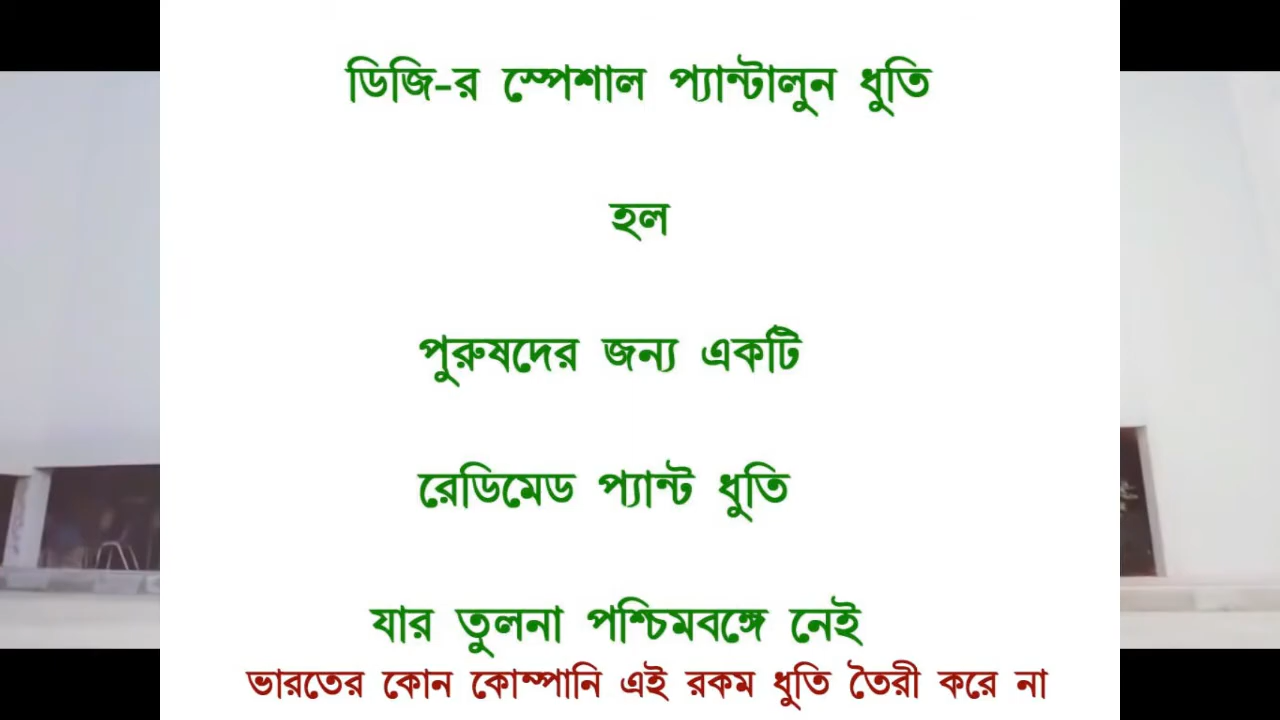 ডিজি-র স্পেশাল প্যান্টালুন ধুতি
হল
পুরুষদের জন্য একটি
রেডিমেড প্যান্ট ধুতি
যার তুলনা পশ্চিমবঙ্গে নেই
ভারতের কোন কোম্পানি এই রকম ধুতি তৈরী করে না